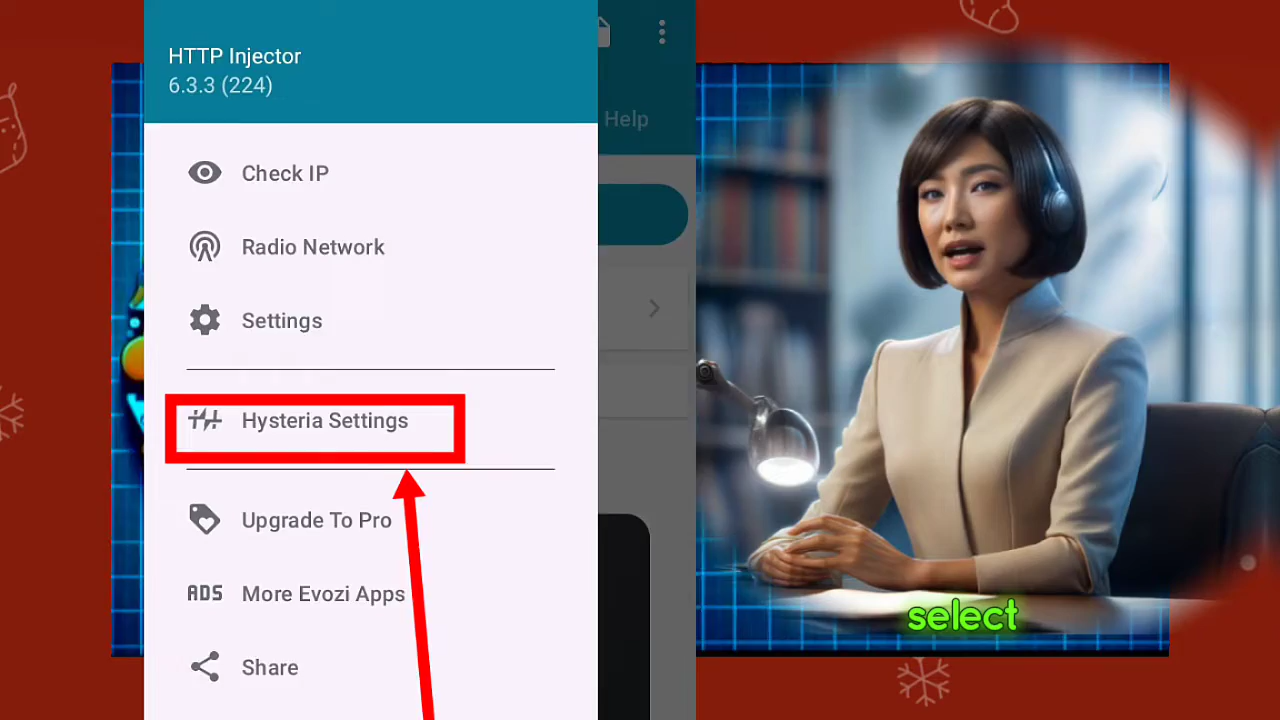 HTTP Injector
6.3.3 (224)
Help
Check IP
Radio Network
Settings
Hysteria Settings
Upgrade To Pro
ADS More Evozi Apps
Share
select